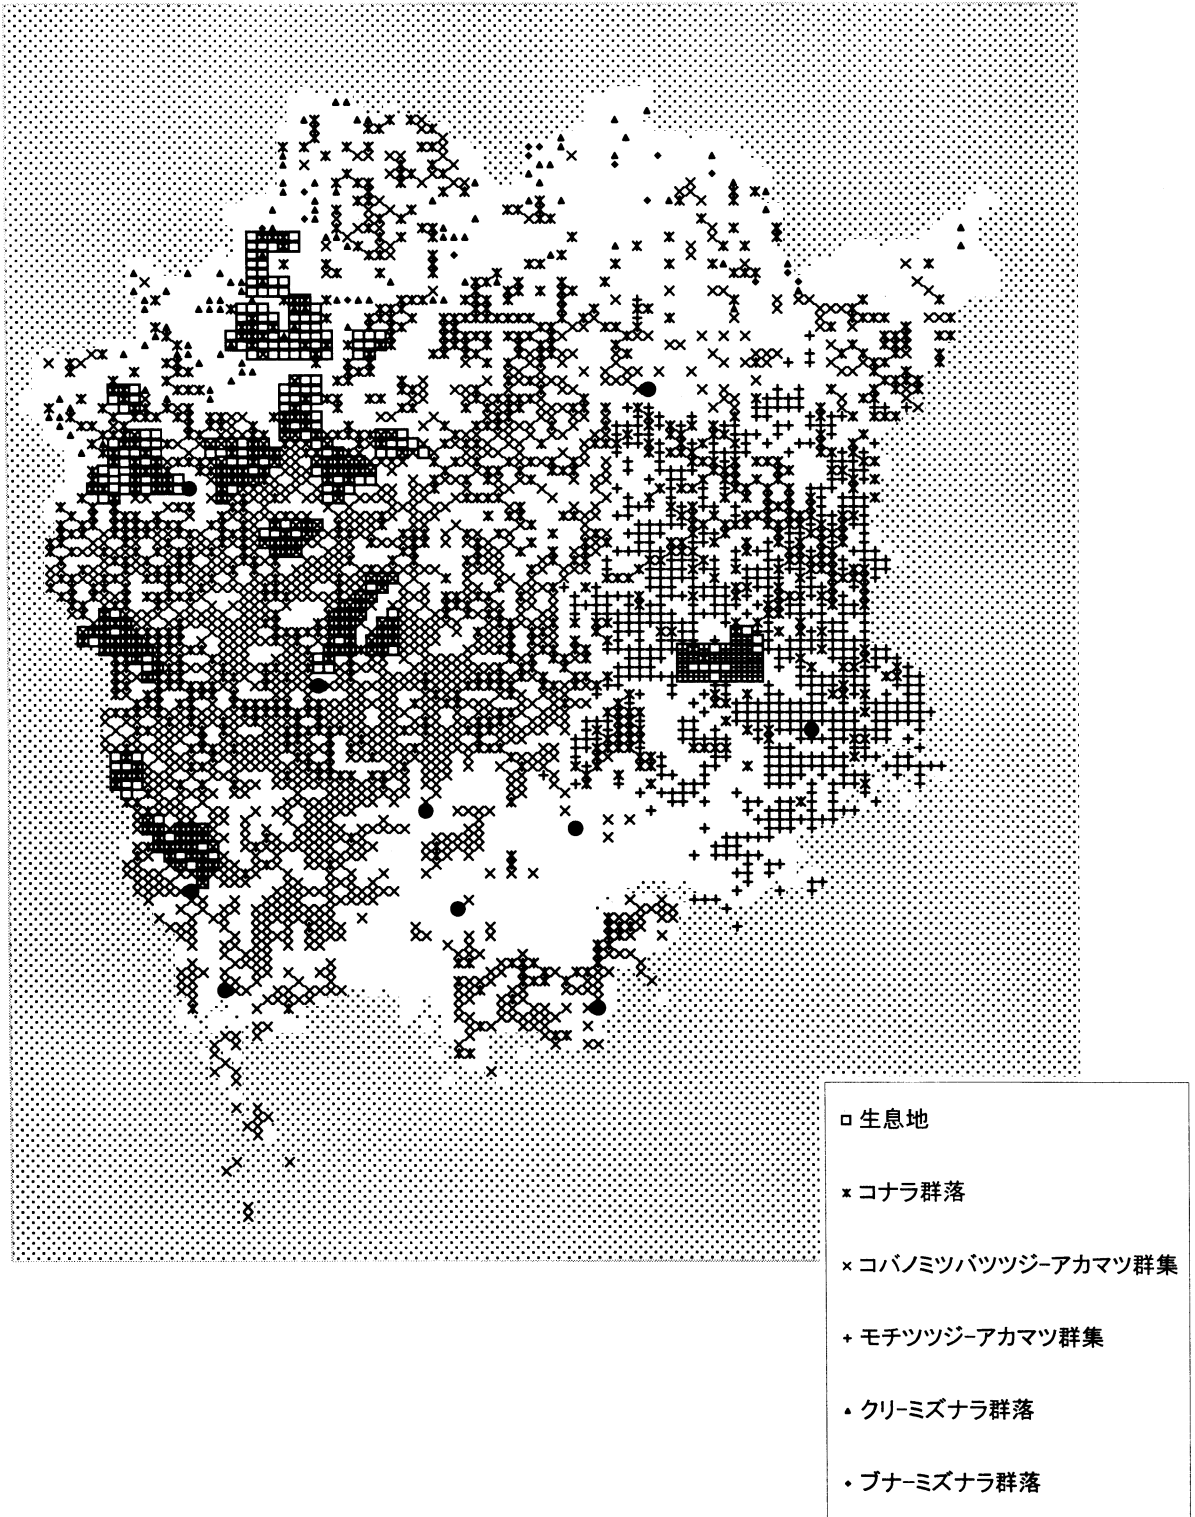 生息地
コナラ群落
コバノミツバツツジ-アカマツ群集
モチツツジ-アカマツ群集
クリ-ミズナラ群落
ブナ-ミズナラ群落